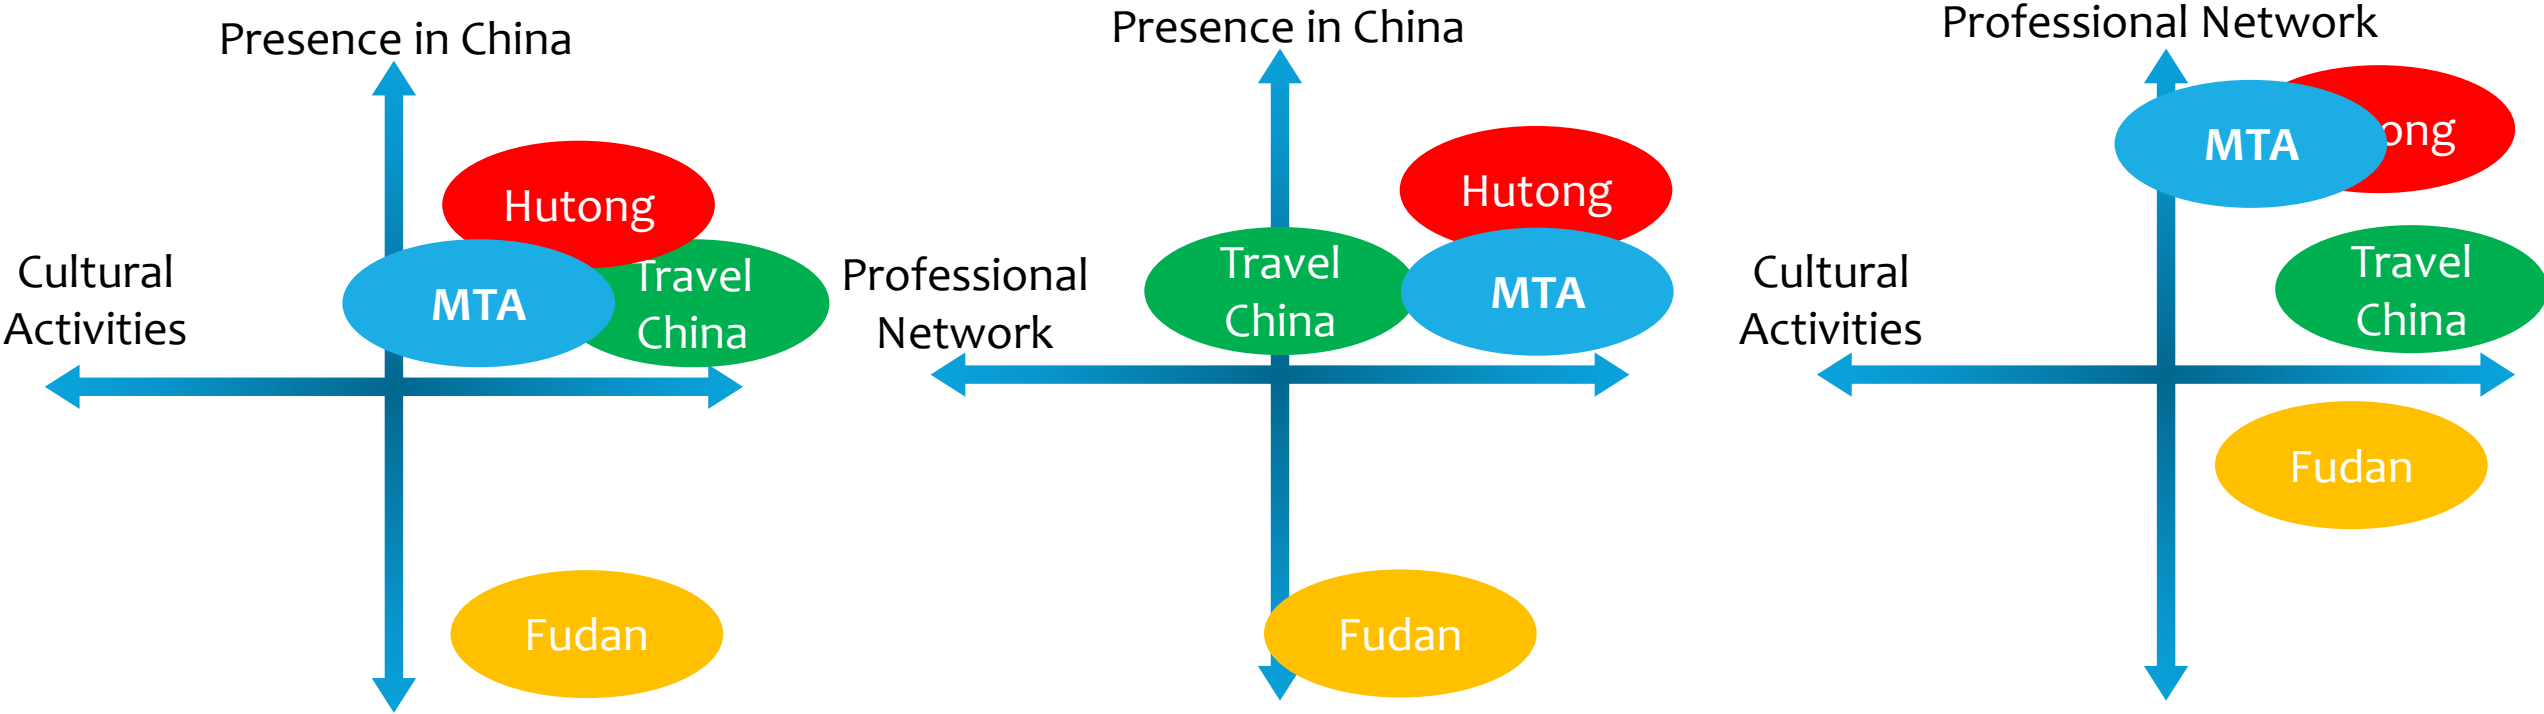 Presence in China
Hutong
Cultural
Activities
MTA
Travel
China
Fudan
Presence in China
Hutong
Professional
Network
Travel
China
MTA
Fudan
Professional Network
MTA
ong
Cultural
Activities
Travel
China
Fudan